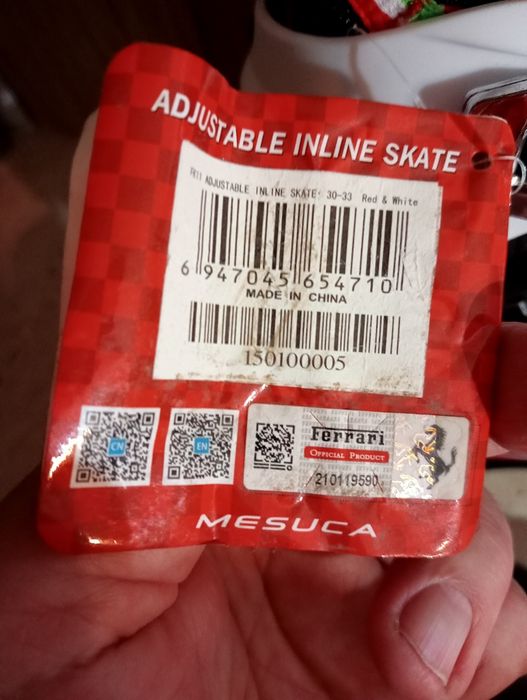 ADJUSTABLE INLINE SKATE
FK11 ADJUSTABLE INLINE SKATE: 30-33 Red & White
6 947045 654710
MADE IN CHINA
150100005
CN
EN
Ferrari
OFFICIAL PRODUCT
210119590
MESUCA